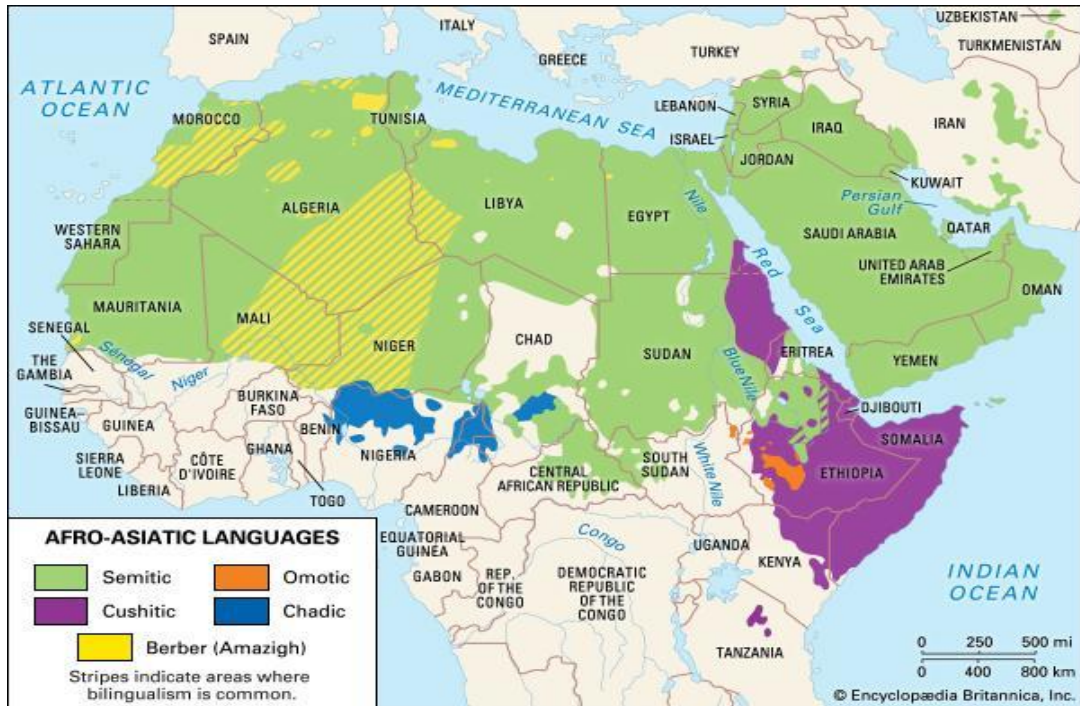 SPAIN
ITALY
GREECE
TURKEY
UZBEKISTAN
TURKMENISTAN
ATLANTIC
OCEAN
MEDITERRANEAN SEA
MOROCCO
TUNISIA
LEBANON
SYRIA
ISRAEL
IRAQ
IRAN
JORDAN
KUWAIT
Persian
Gulf
ALGERIA
LIBYA
EGYPT
Nile
SAUDI ARABIA
QATAR
WESTERN
SAHARA
UNITED ARAB
EMIRATES
OMAN
Red
Sea
MAURITANIA
MALI
NIGER
CHAD
SUDAN
ERITREA
YEMEN
SENEGAL
Sénégal
Niger
THE
GAMBIA
Blue Nile
DJIBOUTI
GUINEA-
BISSAU
GUINEA
BURKINA
FASO
BENIN
NIGERIA
SOMALIA
SIERRA
LEONE
CÔTE
D'IVOIRE
GHANA
LIBERIA
TOGO
CENTRAL
AFRICAN REPUBLIC
SOUTH
SUDAN
White Nile
ETHIOPIA
CAMEROON
EQUATORIAL
GUINEA
GABON
REP.
OF THE
CONGO
Congo
DEMOCRATIC
REPUBLIC
OF THE
CONGO
UGANDA
KENYA
TANZANIA
INDIAN
OCEAN
AFRO-ASIATIC LANGUAGES
Semitic
Omotic
Cushitic
Chadic
Berber (Amazigh)
Stripes indicate areas where
bilingualism is common.
0 250 500 mi
0 400 800 km
© Encyclopædia Britannica, Inc.